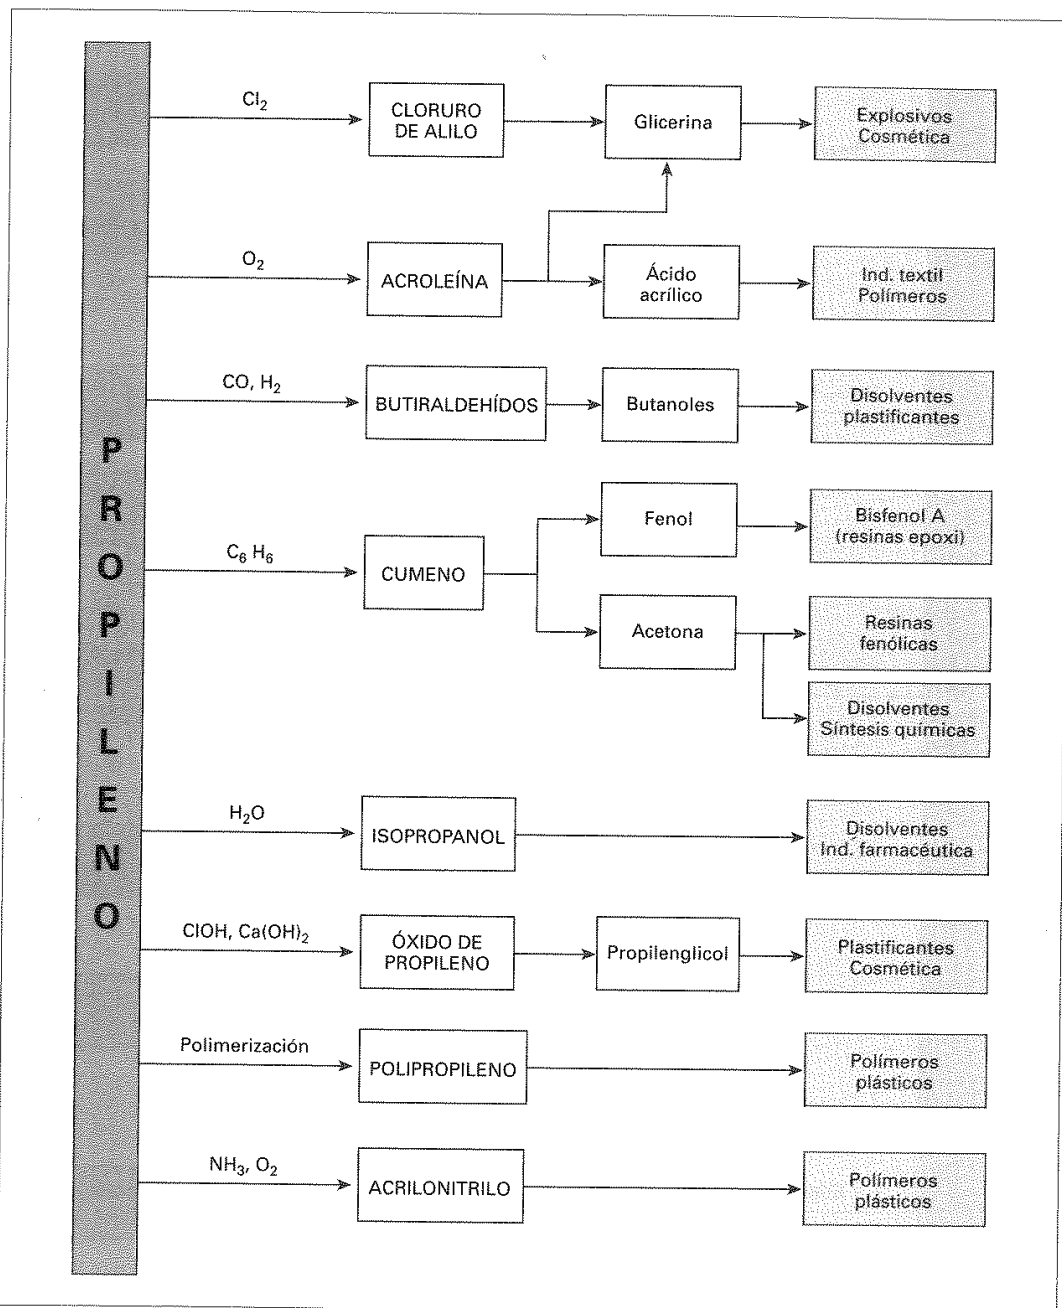 PROPILENO
Cl₂
CLORURO
DE ALILO
Glicerina
Explosivos
Cosmética
O₂
ACROLEÍNA
Ácido
acrílico
Ind. textil
Polímeros
CO, H₂
BUTIRALDEHÍDOS
Butanoles
Disolventes
plastificantes
C₆ H₆
CUMENO
Fenol
Bisfenol A
(resinas epoxi)
Acetona
Resinas
fenólicas
Disolventes
Síntesis químicas
H₂O
ISOPROPANOL
Disolventes
Ind. farmacéutica
ClOH, Ca(OH)₂
ÓXIDO DE
PROPILENO
Propilenglicol
Plastificantes
Cosmética
Polimerización
POLIPROPILENO
Polímeros
plásticos
NH₃, O₂
ACRILONITRILO
Polímeros
plásticos